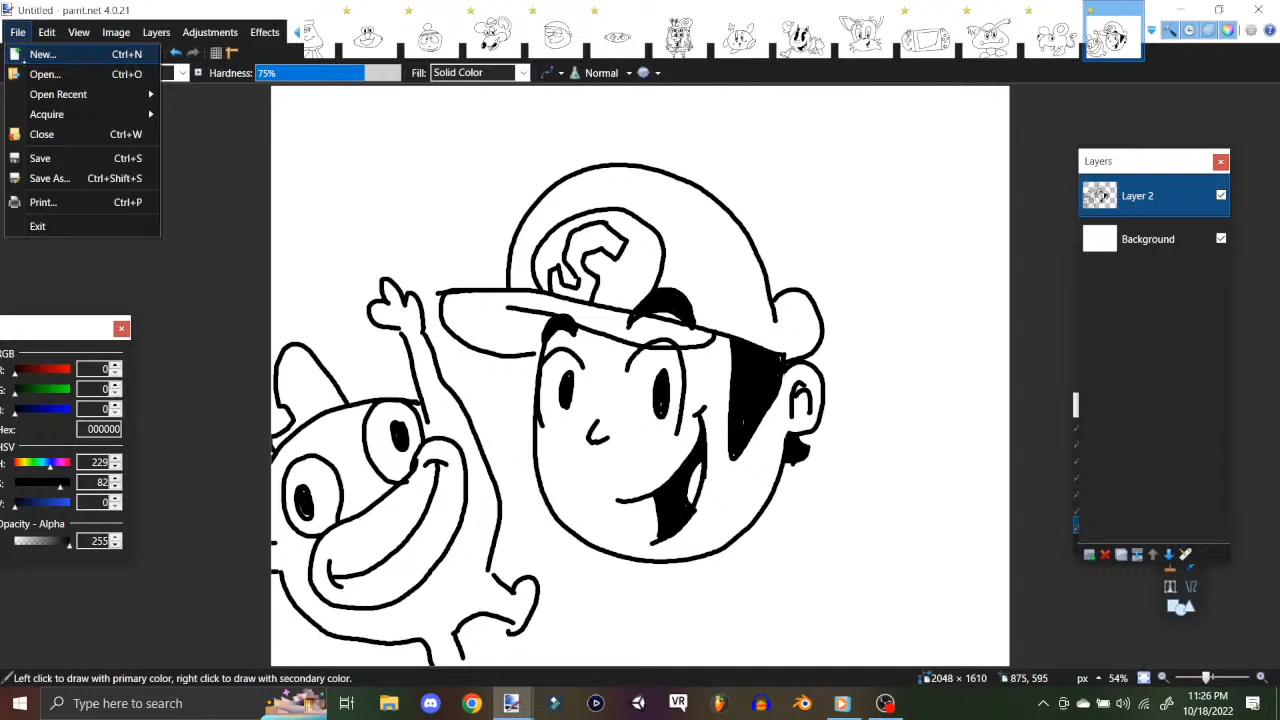 Untitled - paint.net 4.0.21
File Edit View Image Layers Adjustments Effects
New... Ctrl+N
Open... Ctrl+O
Open Recent
Acquire
Close Ctrl+W
Save Ctrl+S
Save As... Ctrl+Shift+S
Print... Ctrl+P
Exit
Hardness: 75% Fill: Solid Color Normal
Layers
Layer 2
Background
S
RGB
R: 0
G: 0
B: 0
Hex: 000000
HSV
H: 229
S: 82
V: 0
Opacity - Alpha
255
Left click to draw with primary color, right click to draw with secondary color.
2048 × 1610 875, 595 px 54%
Type here to search
VR
11:26 PM
10/18/2022